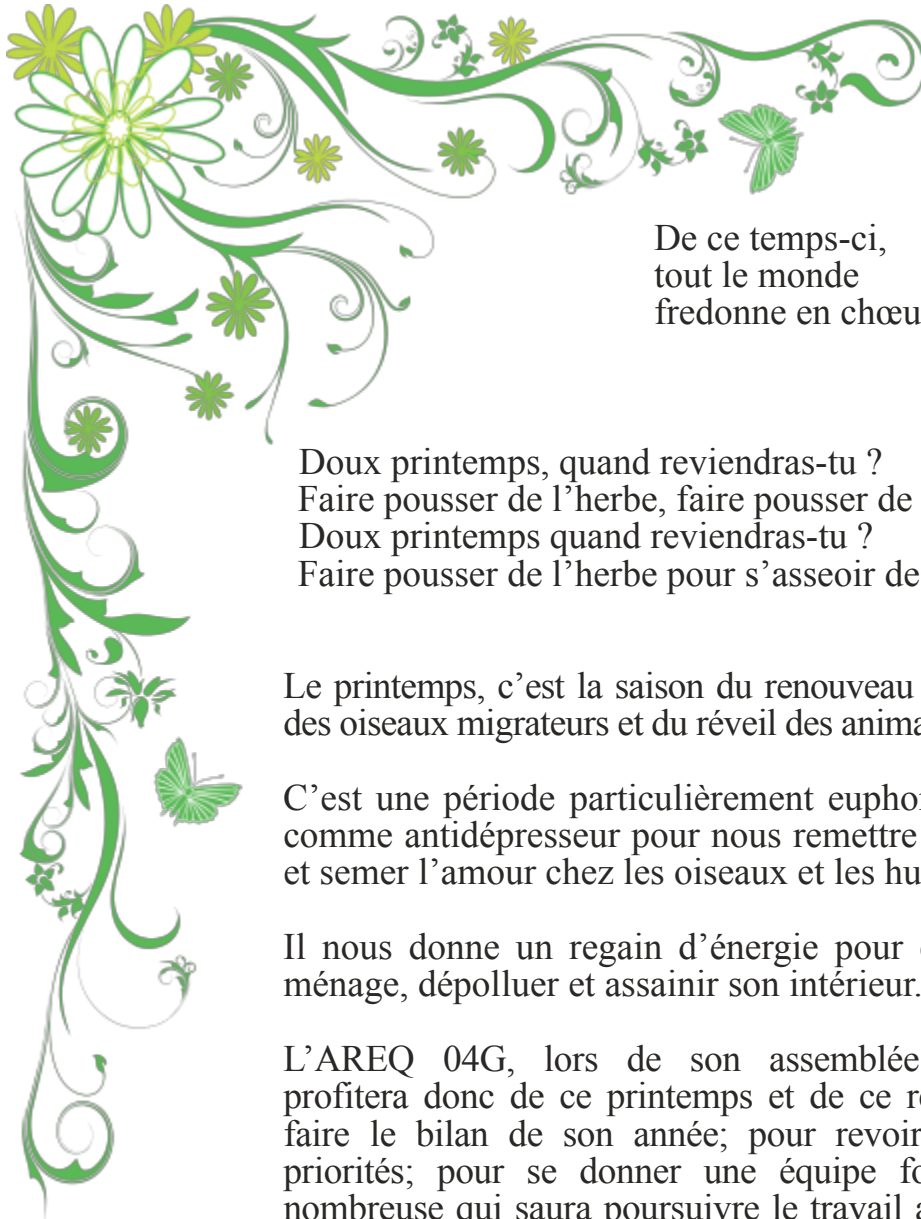 De ce temps-ci,
tout le monde
fredonne en
Doux printemps, quand reviendras-tu ?
Faire pousser de l’herbe, faire pousser de
Doux printemps quand reviendras-tu ?
Faire pousser de l’herbe pour s’asseoir de
Le printemps, c’est la saison du renouveau
des oiseaux migrateurs et du réveil des
C’est une période particulièrement
comme antidépresseur pour nous remettre
et semer l’amour chez les oiseaux et les
Il nous donne un regain d’énergie pour
ménage, dépolluer et assainir son intérieur.
L’AREQ 04G, lors de son assemblée
profitera donc de ce printemps et de ce
faire le bilan de son année; pour revoir
priorités; pour se donner une équipe
nombreuse qui saura poursuivre le travail